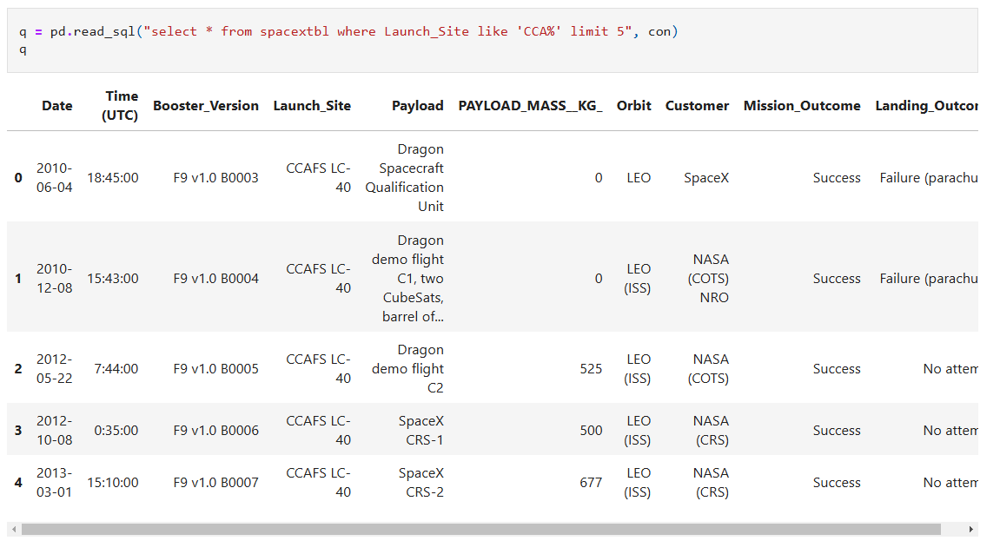 q = pd.read_sql("select * from spacextbl where Launch_Site like 'CCA%' limit 5", con)
q
Date Time (UTC) Booster_Version Launch_Site Payload PAYLOAD_MASS__KG_ Orbit Customer Mission_Outcome Landing_Outcor
0 2010-06-04 18:45:00 F9 v1.0 B0003 CCAFS LC-40 Dragon Spacecraft Qualification Unit 0 LEO SpaceX Success Failure (parachu
1 2010-12-08 15:43:00 F9 v1.0 B0004 CCAFS LC-40 Dragon demo flight C1, two CubeSats, barrel of... 0 LEO (ISS) NASA (COTS) NRO Success Failure (parachu
2 2012-05-22 7:44:00 F9 v1.0 B0005 CCAFS LC-40 Dragon demo flight C2 525 LEO (ISS) NASA (COTS) Success No attem
3 2012-10-08 0:35:00 F9 v1.0 B0006 CCAFS LC-40 SpaceX CRS-1 500 LEO (ISS) NASA (CRS) Success No attem
4 2013-03-01 15:10:00 F9 v1.0 B0007 CCAFS LC-40 SpaceX CRS-2 677 LEO (ISS) NASA (CRS) Success No attem